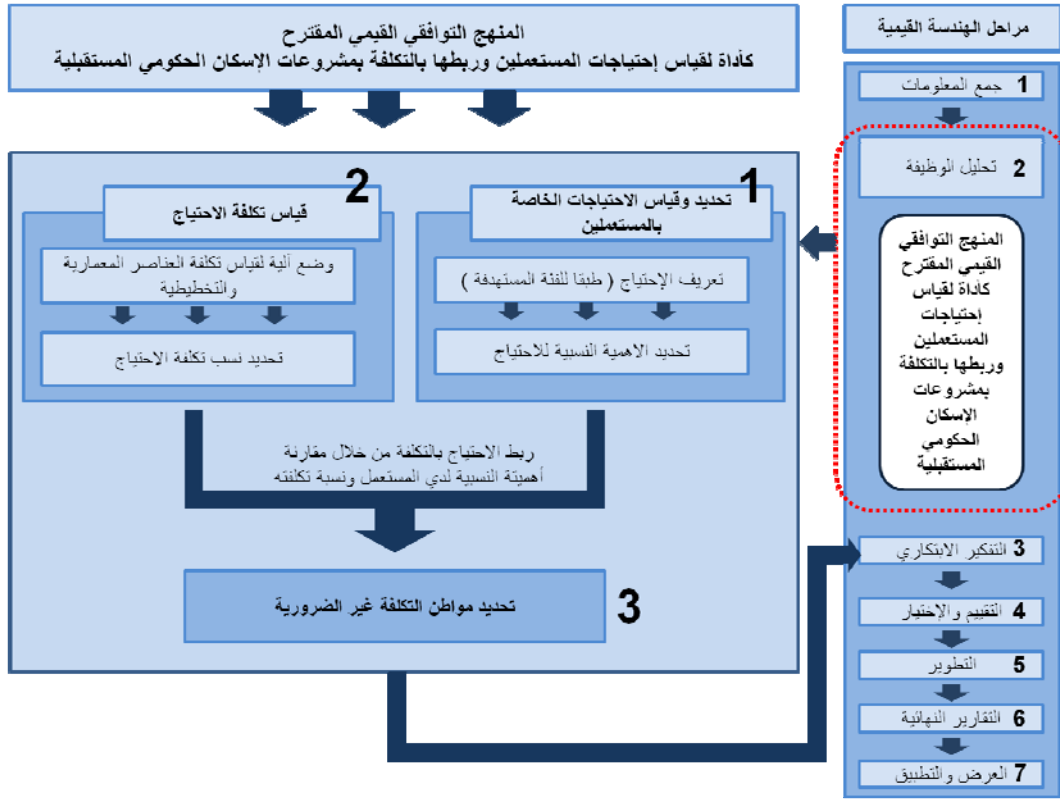 المنهج التوافقي القيمي المقترح
كأداة لقياس إحتياجات المستعملين وربطها بالتكلفة بمشروعات الإسكان الحكومي المستقبلية
مراحل الهندسة القيمية
1 جمع المعلومات
2 تحليل الوظيفة
المنهج التوافقي
القيمي المقترح
كأداة لقياس
إحتياجات
المستعملين
وربطها بالتكلفة
بمشروعات
الإسكان
الحكومي
المستقبلية
3 التفكير الابتكاري
4 التقييم والإختيار
5 التطوير
6 التقارير النهائية
7 العرض والتطبيق
1
تحديد وقياس الاحتياجات الخاصة
بالمستعملين
تعريف الإحتياج ( طبقا للفئة المستهدفة )
تحديد الاهمية النسبية للاحتياج
2
قياس تكلفة الاحتياج
وضع ألية لقياس تكلفة العناصر المعمارية
والتخطيطية
تحديد نسب تكلفة الاحتياج
ربط الاحتياج بالتكلفة من خلال مقارنة
أهميتة النسبية لدي المستعمل ونسبة تكلفته
3
تحديد مواطن التكلفة غير الضرورية